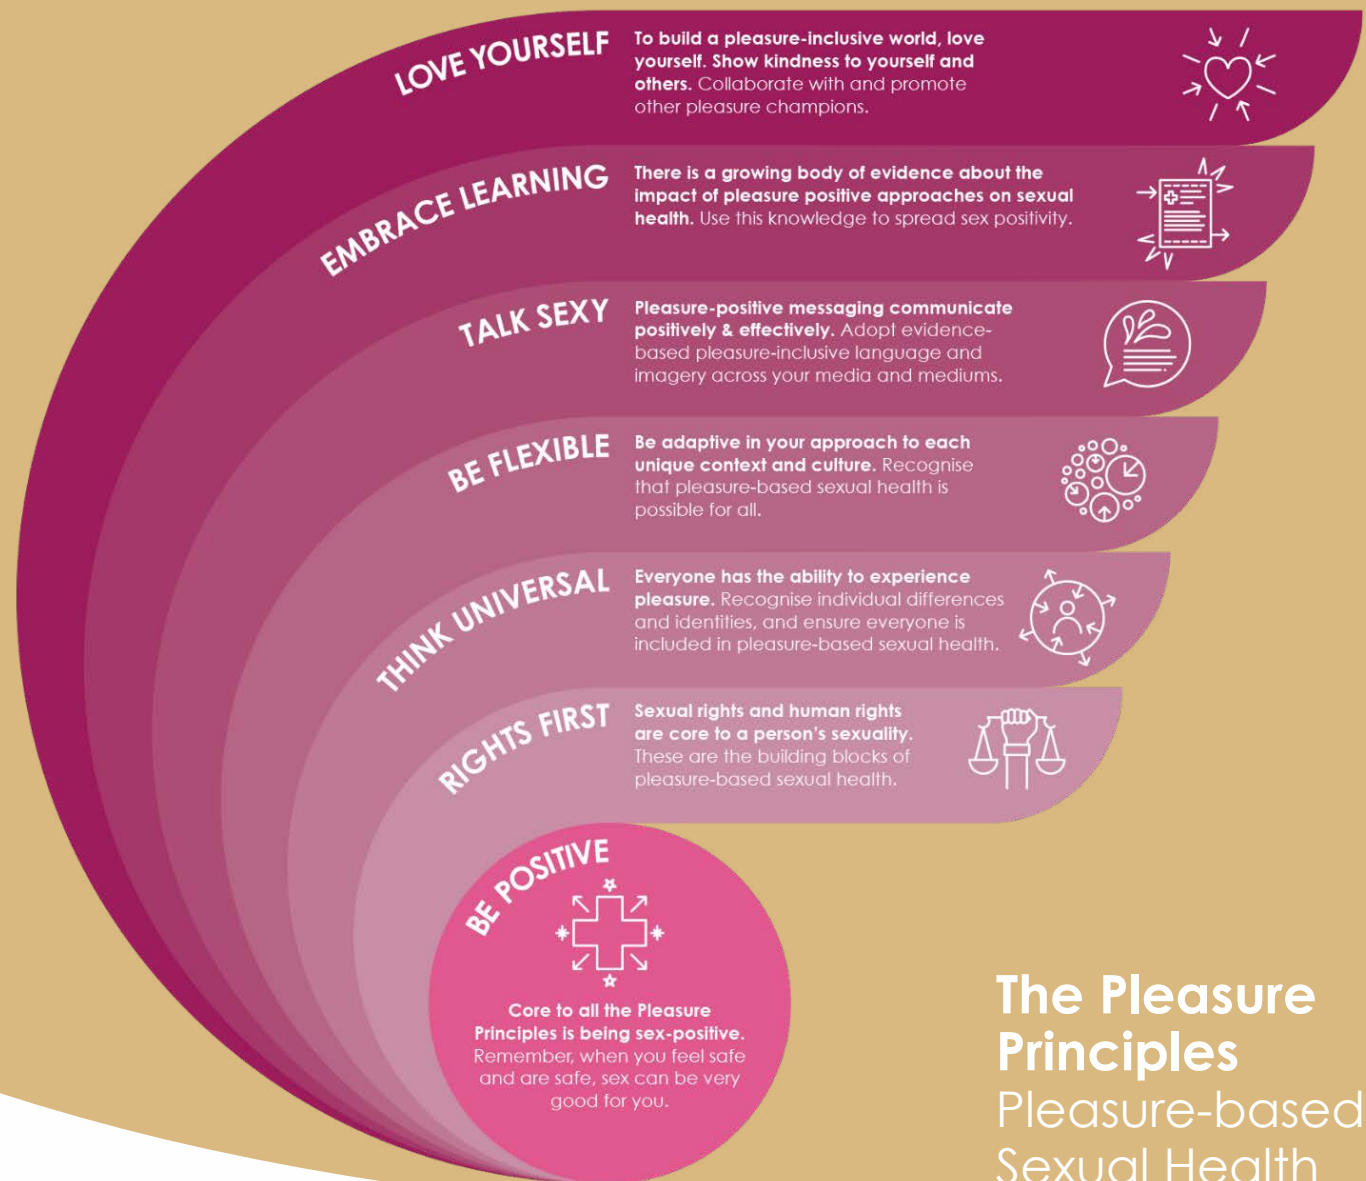 LOVE YOURSELF
To build a pleasure-inclusive world, love
yourself. Show kindness to yourself and
others. Collaborate with and promote
other pleasure champions.
EMBRACE LEARNING
There is a growing body of evidence about the
impact of pleasure positive approaches on sexual
health. Use this knowledge to spread sex positivity.
TALK SEXY
Pleasure-positive messaging communicate
positively & effectively. Adopt evidence-
based pleasure-inclusive language and
imagery across your media and mediums.
BE FLEXIBLE
Be adaptive in your approach to each
unique context and culture. Recognise
that pleasure-based sexual health is
possible for all.
THINK UNIVERSAL
Everyone has the ability to experience
pleasure. Recognise individual differences
and identities, and ensure everyone is
included in pleasure-based sexual health.
RIGHTS FIRST
Sexual rights and human rights
are core to a person's sexuality.
These are the building blocks of
pleasure-based sexual health.
BE POSITIVE
Core to all the Pleasure
Principles is being sex-positive.
Remember, when you feel safe
and are safe, sex can be very
good for you.
The Pleasure
Principles
Pleasure-based
Sexual Health